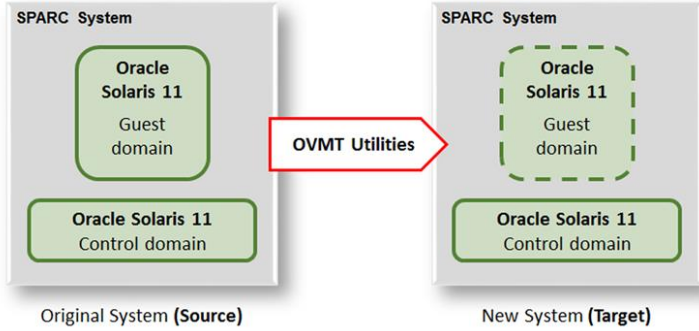 SPARC System
Oracle
Solaris 11
Guest
domain
Oracle Solaris 11
Control domain
Original System (Source)
OVMT Utilities
SPARC System
Oracle
Solaris 11
Guest
domain
Oracle Solaris 11
Control domain
New System (Target)